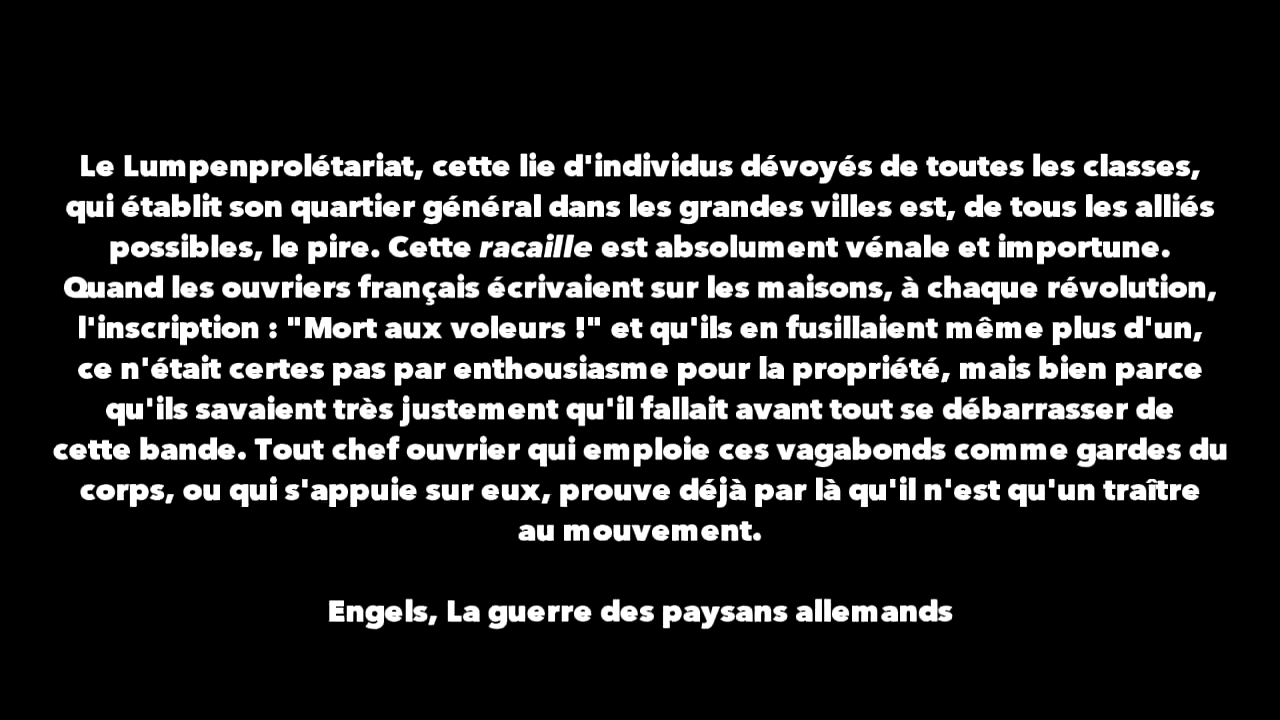 Le Lumpenprolétariat, cette lie d'individus dévoyés de toutes les classes,
qui établit son quartier général dans les grandes villes est, de tous les alliés
possibles, le pire. Cette racaille est absolument vénale et importune.
Quand les ouvriers français écrivaient sur les maisons, à chaque révolution,
l'inscription : "Mort aux voleurs !" et qu'ils en fusillaient même plus d'un,
ce n'était certes pas par enthousiasme pour la propriété, mais bien parce
qu'ils savaient très justement qu'il fallait avant tout se débarrasser de
cette bande. Tout chef ouvrier qui emploie ces vagabonds comme gardes du
corps, ou qui s'appuie sur eux, prouve déjà par là qu'il n'est qu'un traître
au mouvement.
Engels, La guerre des paysans allemands